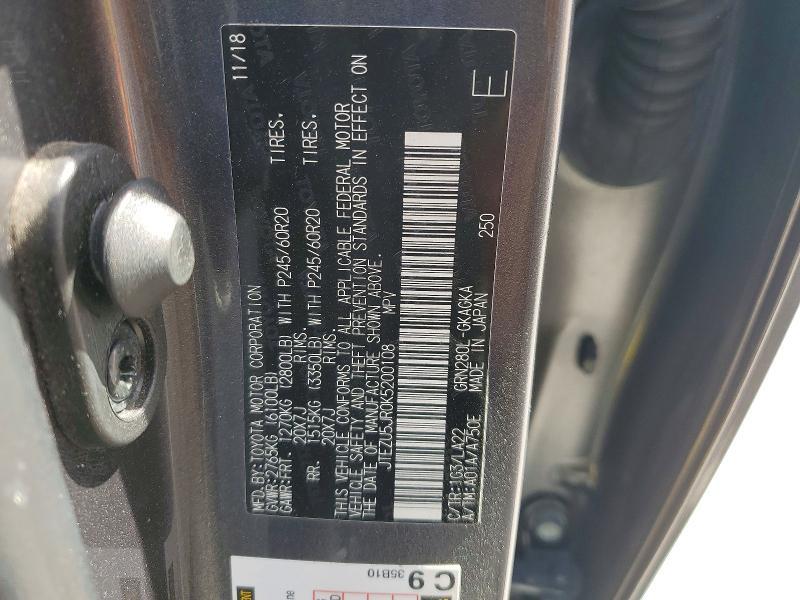 MFD. BY: TOYOTA MOTOR CORPORATION 11/18
GVWR: 2765KG (6100LB)
GAWR: FRT. 1270KG (2800LB) WITH P245/60R20 TIRES.
20X7J RIMS.
RR. 1515KG (3350LB) WITH P245/60R20 TIRES.
20X7J RIMS.
THIS VEHICLE CONFORMS TO ALL APPLICABLE FEDERAL MOTOR
VEHICLE SAFETY, AND THEFT PREVENTION STANDARDS IN EFFECT ON
THE DATE OF MANUFACTURE SHOWN ABOVE.
JTEZU5JR0K5200108 MPV
250
C/TR: 1G3/LA22 GRN280L-GKAGKA
A/TM: A01A/A750E MADE IN JAPAN
E
C 9
35B10